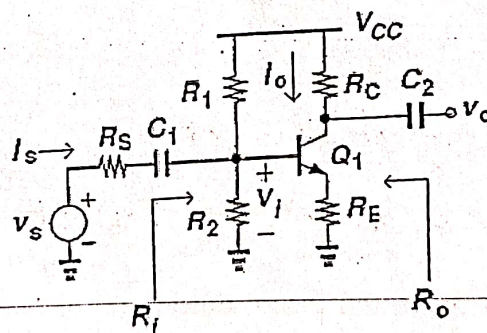 V_CC
I_o
R_1
R_C
C_2
v_o
I_s
R_S
C_1
Q_1
+
+
V_i
v_s
R_2
R_E
-
-
R_i
R_o